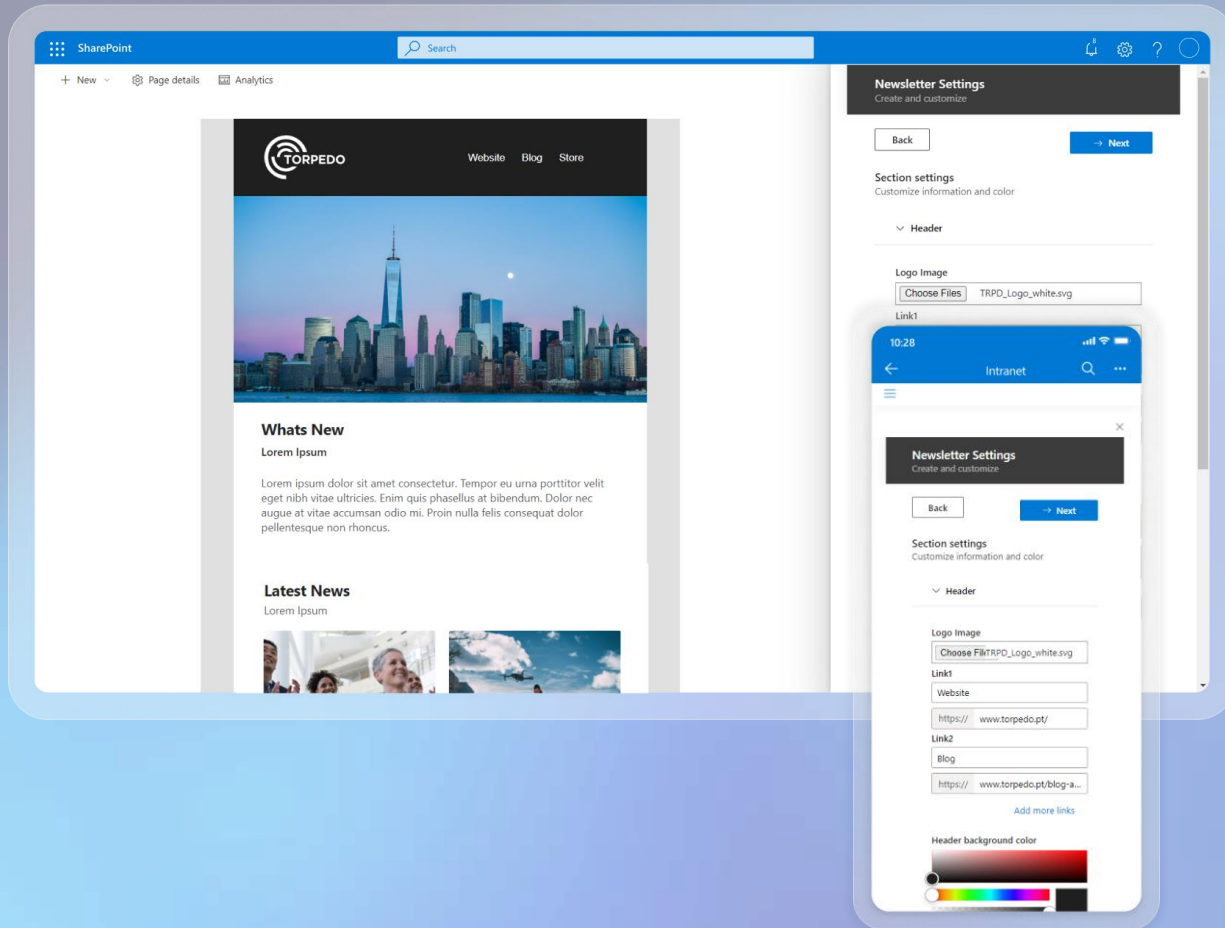 SharePoint
Search
8
?
+ New
Page details
Analytics
TORPEDO
Website Blog Store
Whats New
Lorem Ipsum
Lorem ipsum dolor sit amet consectetur. Tempor eu urna porttitor velit
eget nibh vitae ultricies. Enim quis phasellus at bibendum. Dolor nec
augue at vitae accumsan odio mi. Proin nulla felis consequat dolor
pellentesque non rhoncus.
Latest News
Lorem Ipsum
Newsletter Settings
Create and customize
Back
→ Next
Section settings
Customize information and color
Header
Logo Image
Choose Files TRPD_Logo_white.svg
Link1
10:28
Intranet
Newsletter Settings
Create and customize
Back
→ Next
Section settings
Customize information and color
Header
Logo Image
Choose Fil TRPD_Logo_white.svg
Link1
Website
https:// www.torpedo.pt/
Link2
Blog
https:// www.torpedo.pt/blog-a...
Add more links
Header background color